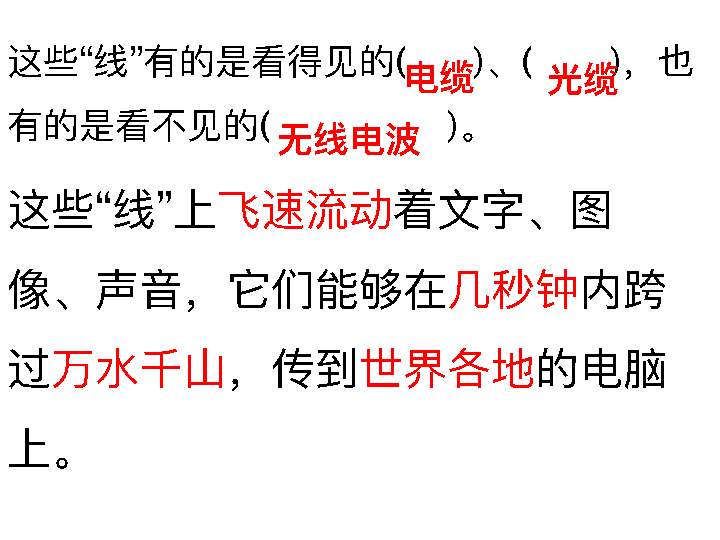 这些“线”有的是看得见的(电缆)、(光缆)，也
有的是看不见的(无线电波)。
这些“线”上飞速流动着文字、图
像、声音，它们能够在几秒钟内跨
过万水千山，传到世界各地的电脑
上。